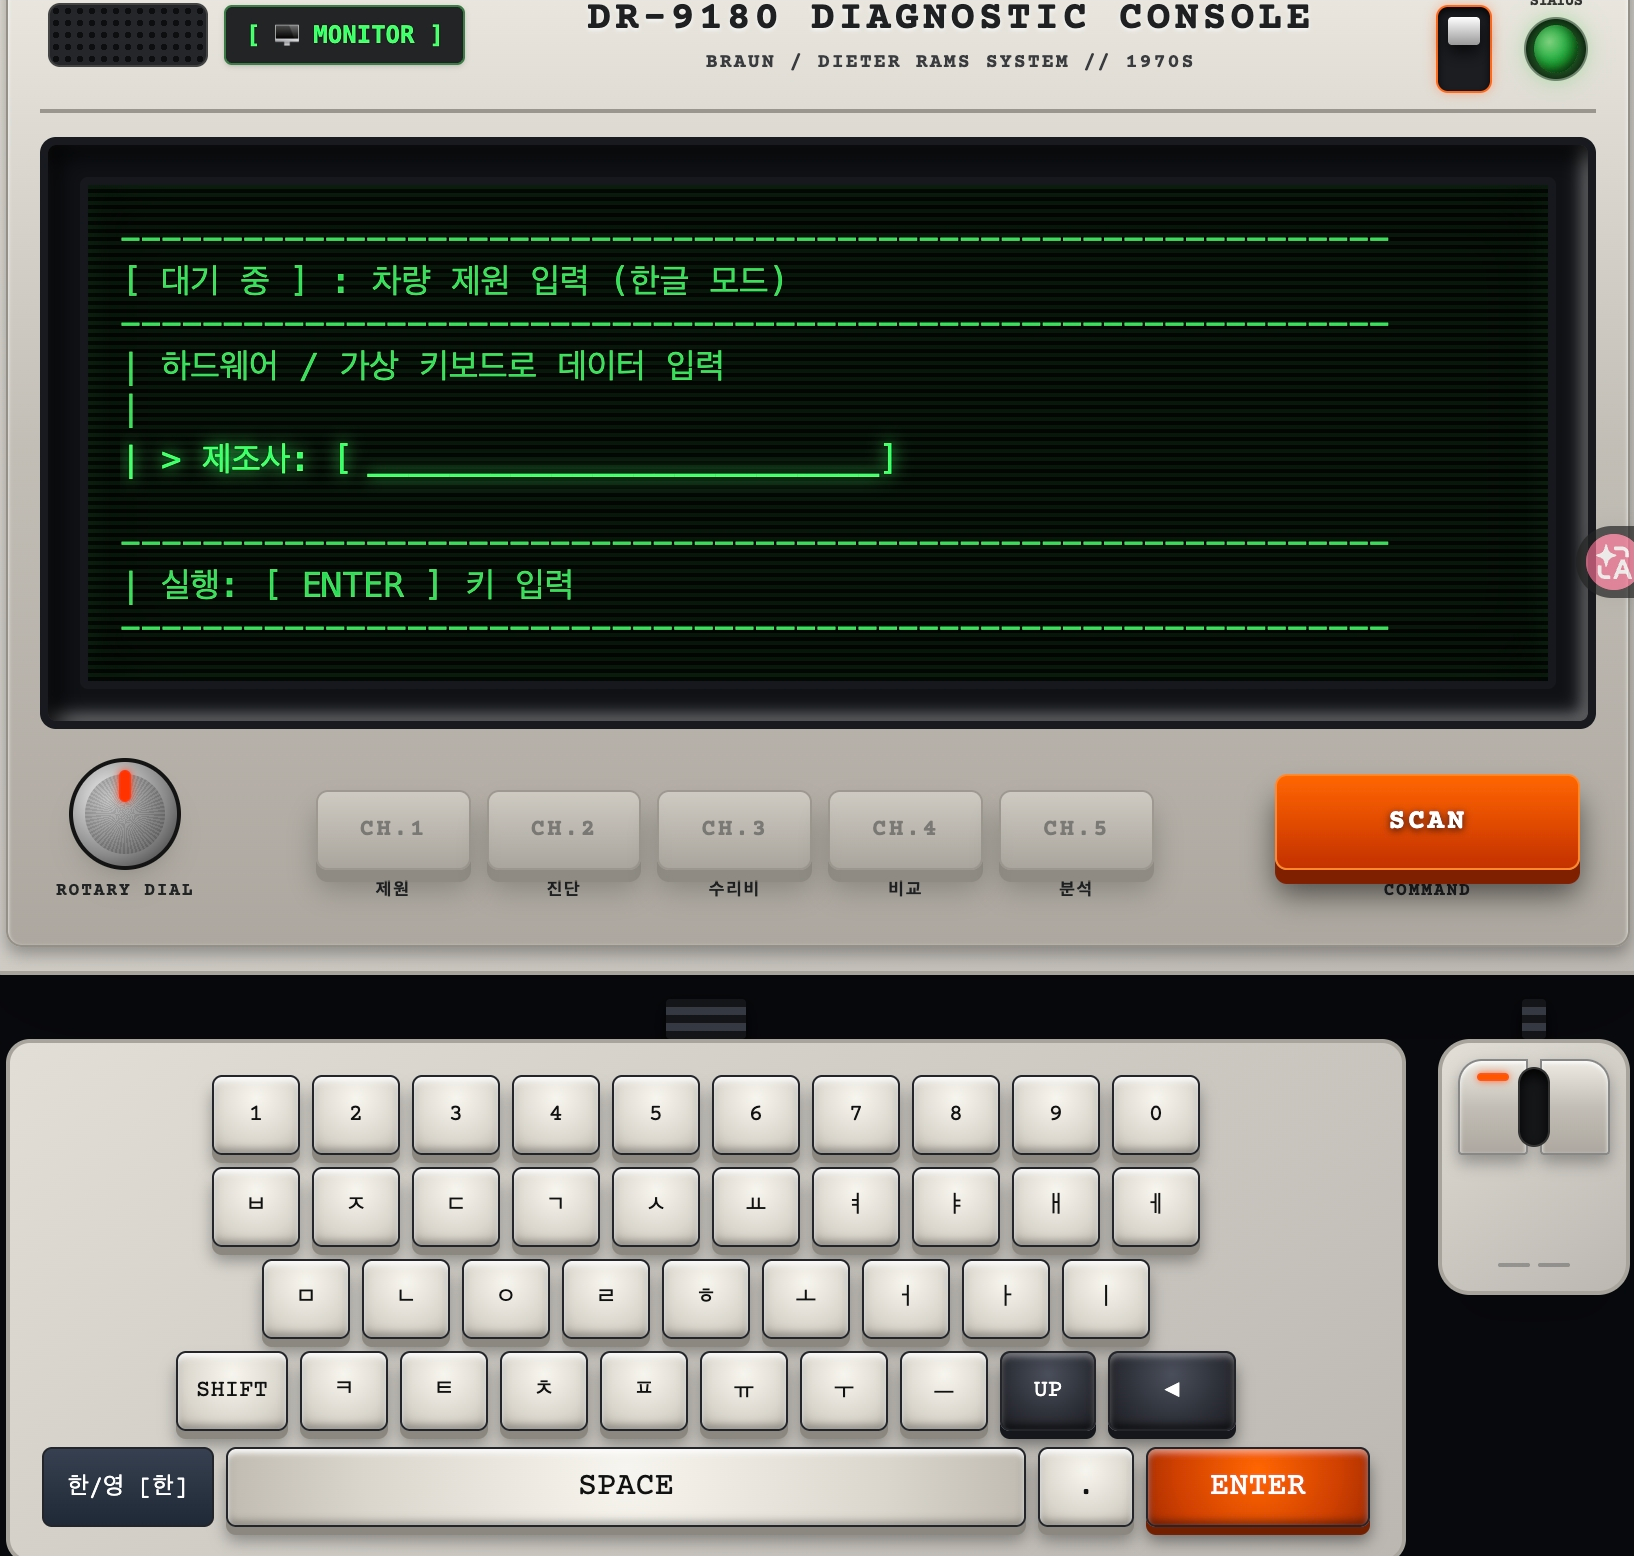 STATUS
[ MONITOR ]
DR-9180 DIAGNOSTIC CONSOLE
BRAUN / DIETER RAMS SYSTEM // 1970S
[ 대기 중 ] : 차량 제원 입력 (한글 모드)
| 하드웨어 / 가상 키보드로 데이터 입력
|
| > 제조사: [ _________________________]
| 실행: [ ENTER ] 키 입력
A
CH.1 CH.2 CH.3 CH.4 CH.5
SCAN
ROTARY DIAL
제원 진단 수리비 비교 분석
COMMAND
1 2 3 4 5 6 7 8 9 0
ㅂ ㅈ ㄷ ㄱ ㅅ ㅛ ㅕ ㅑ ㅐ ㅔ
ㅁ ㄴ ㅇ ㄹ ㅎ ㅗ ㅓ ㅏ ㅣ
SHIFT ㅋ ㅌ ㅊ ㅍ ㅠ ㅜ ㅡ UP ◀
한/영 [한] SPACE . ENTER